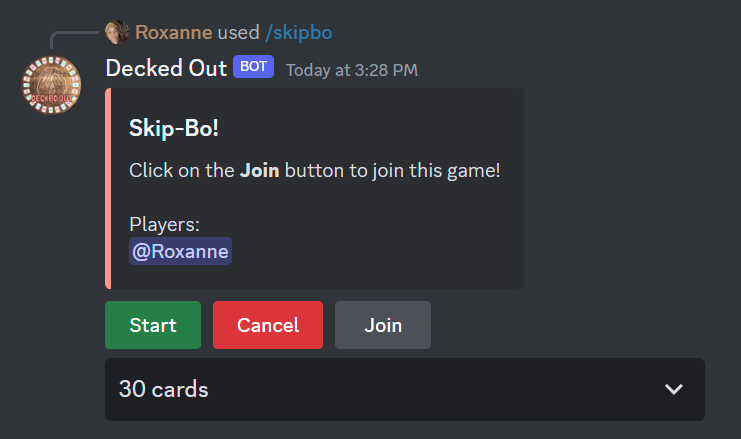 Roxanne used /skipbo
Decked Out BOT Today at 3:28 PM
DECKED OUT
Skip-Bo!
Click on the Join button to join this game!
Players:
@Roxanne
Start Cancel Join
30 cards